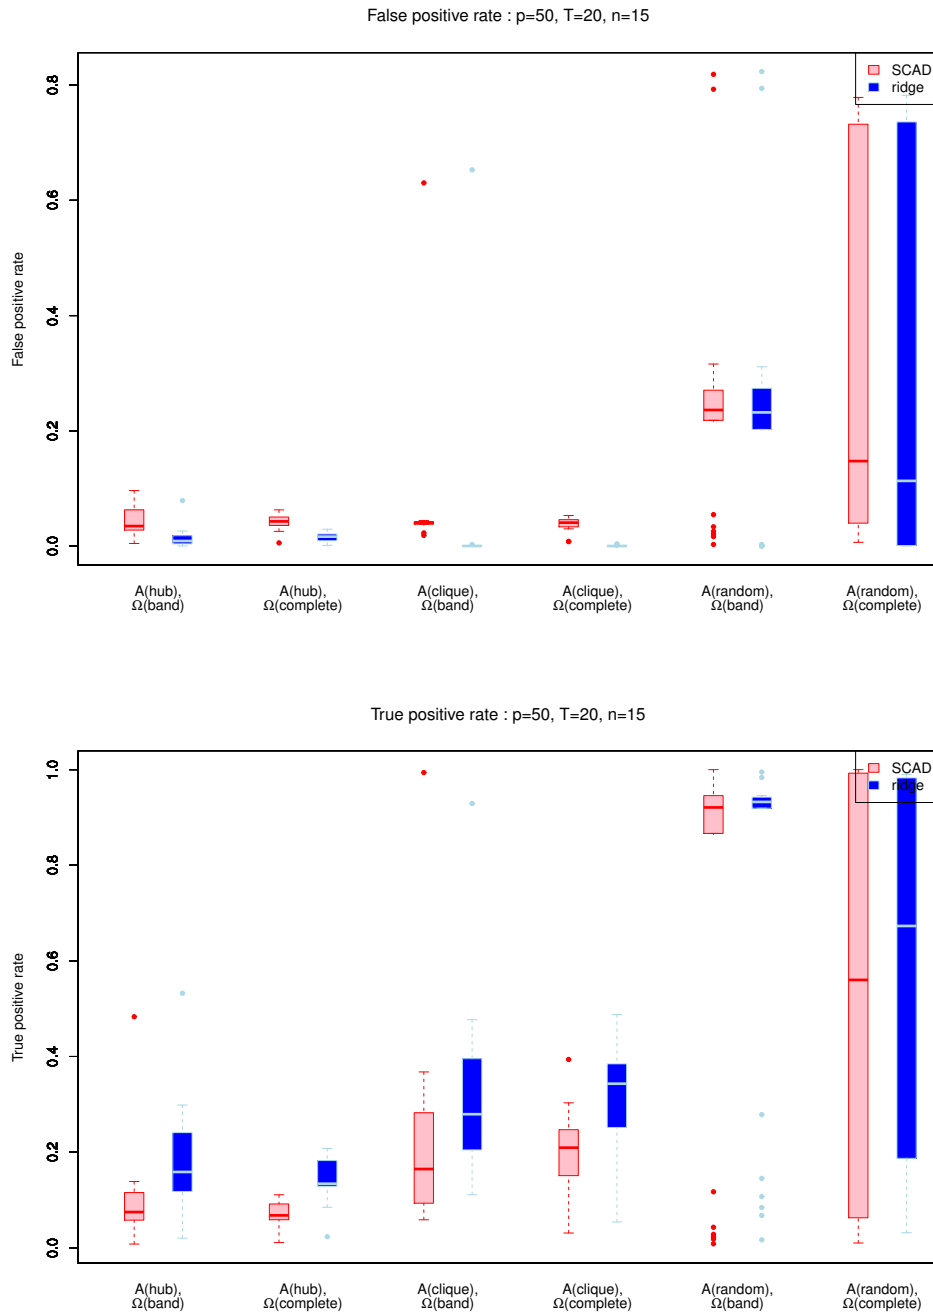 False positive rate : p=50, T=20, n=15
SCAD
ridge
False positive rate
0.8
0.6
0.4
0.2
0.0
A(hub),
Ω(band)
A(hub),
Ω(complete)
A(clique),
Ω(band)
A(clique),
Ω(complete)
A(random),
Ω(band)
A(random),
Ω(complete)
True positive rate : p=50, T=20, n=15
SCAD
ridge
True positive rate
1.0
0.8
0.6
0.4
0.2
0.0
A(hub),
Ω(band)
A(hub),
Ω(complete)
A(clique),
Ω(band)
A(clique),
Ω(complete)
A(random),
Ω(band)
A(random),
Ω(complete)